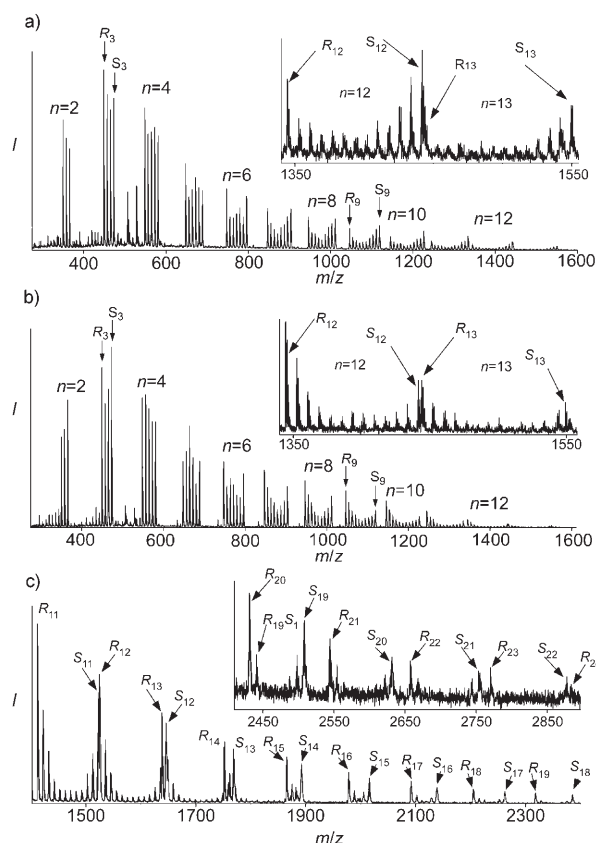 a)
R3
S3
n=2
n=4
n=6
n=8
R9
S9
n=10
n=12
I
400 600 800 1000 1200 1400 1600
m/z
R12
S12
R13
S13
n=12
n=13
1350 1550
b)
R3
S3
n=2
n=4
n=6
n=8
R9
S9
n=10
n=12
I
400 600 800 1000 1200 1400 1600
m/z
R12
S12
R13
S13
n=12
n=13
1350 1550
c)
R11
S11
R12
R13
S12
R14
S13
R15
S14
R16
S15
R17
S16
R18
S17
R19
S18
I
1500 1700 1900 2100 2300
m/z
R20
R19
S1
S19
R21
S20
R22
S21
R23
S22
R2
2450 2550 2650 2750 2850